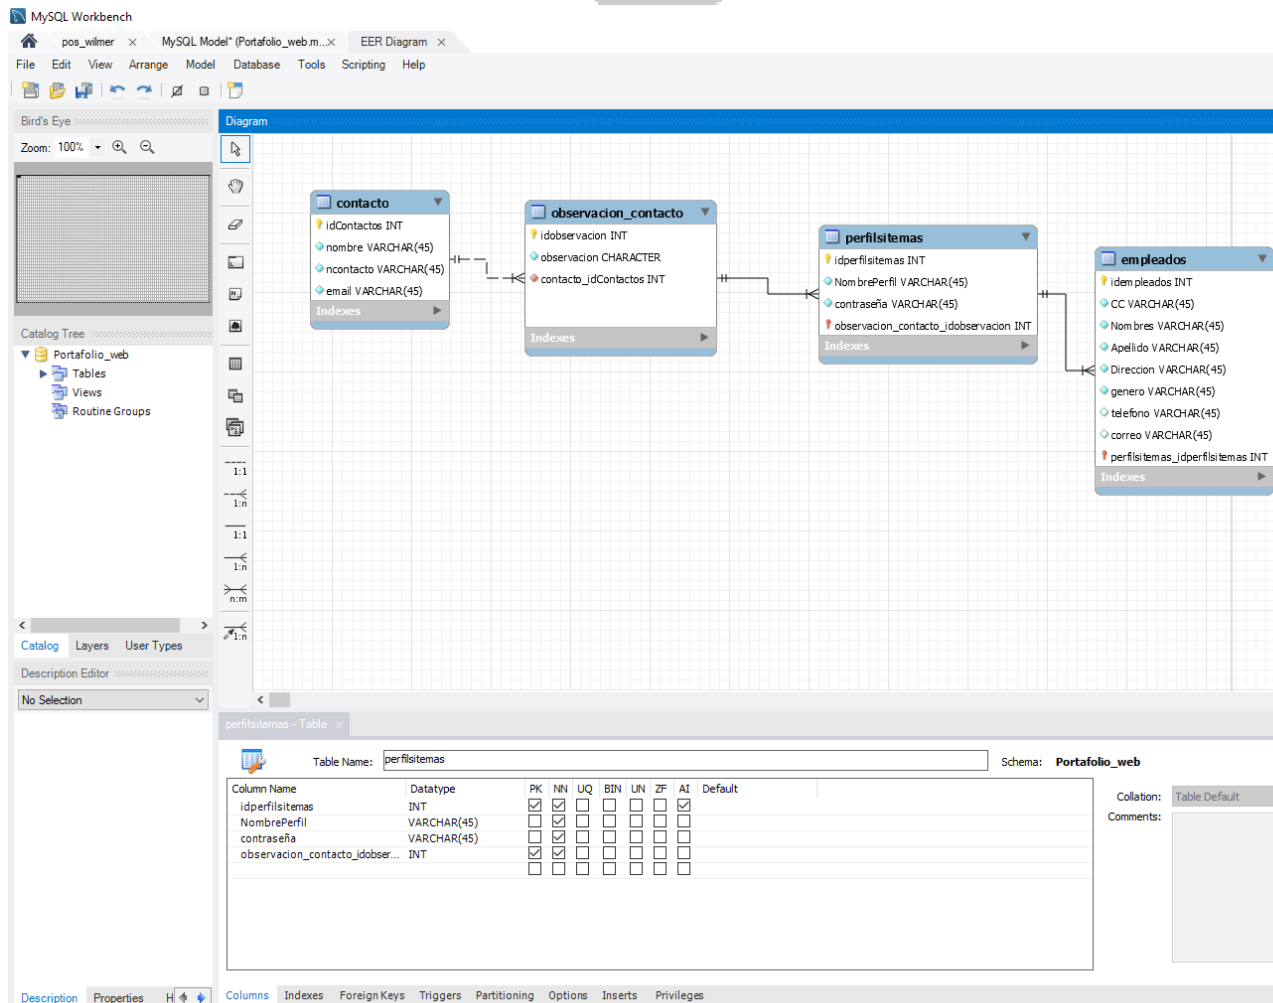 MySQL Workbench
pos_wilmer
MySQL Model* (Portafolio_web.m...
EER Diagram
File Edit View Arrange Model Database Tools Scripting Help
Bird's Eye
Zoom: 100%
Catalog Tree
Portafolio_web
Tables
Views
Routine Groups
Catalog Layers User Types
Description Editor
No Selection
Description Properties H
Diagram
1:1
1:n
1:1
1:n
n:m
1:n
contacto
idContactos INT
nombre VARCHAR(45)
ncontacto VARCHAR(45)
email VARCHAR(45)
Indexes
observacion_contacto
idobservacion INT
observacion CHARACTER
contacto_idContactos INT
Indexes
perfilsitemas
idperfilsitemas INT
NombrePerfil VARCHAR(45)
contraseña VARCHAR(45)
observacion_contacto_idobservacion INT
Indexes
empleados
idempleados INT
CC VARCHAR(45)
Nombres VARCHAR(45)
Apellido VARCHAR(45)
Direccion VARCHAR(45)
genero VARCHAR(45)
telefono VARCHAR(45)
correo VARCHAR(45)
perfilsitemas_idperfilsitemas INT
Indexes
perfilsitemas - Table
Table Name: perfilsitemas
Schema: Portafolio_web
Column Name Datatype PK NN UQ BIN UN ZF AI Default
idperfilsitemas INT
NombrePerfil VARCHAR(45)
contraseña VARCHAR(45)
observacion_contacto_idobser... INT
Collation: Table Default
Comments:
Columns Indexes Foreign Keys Triggers Partitioning Options Inserts Privileges